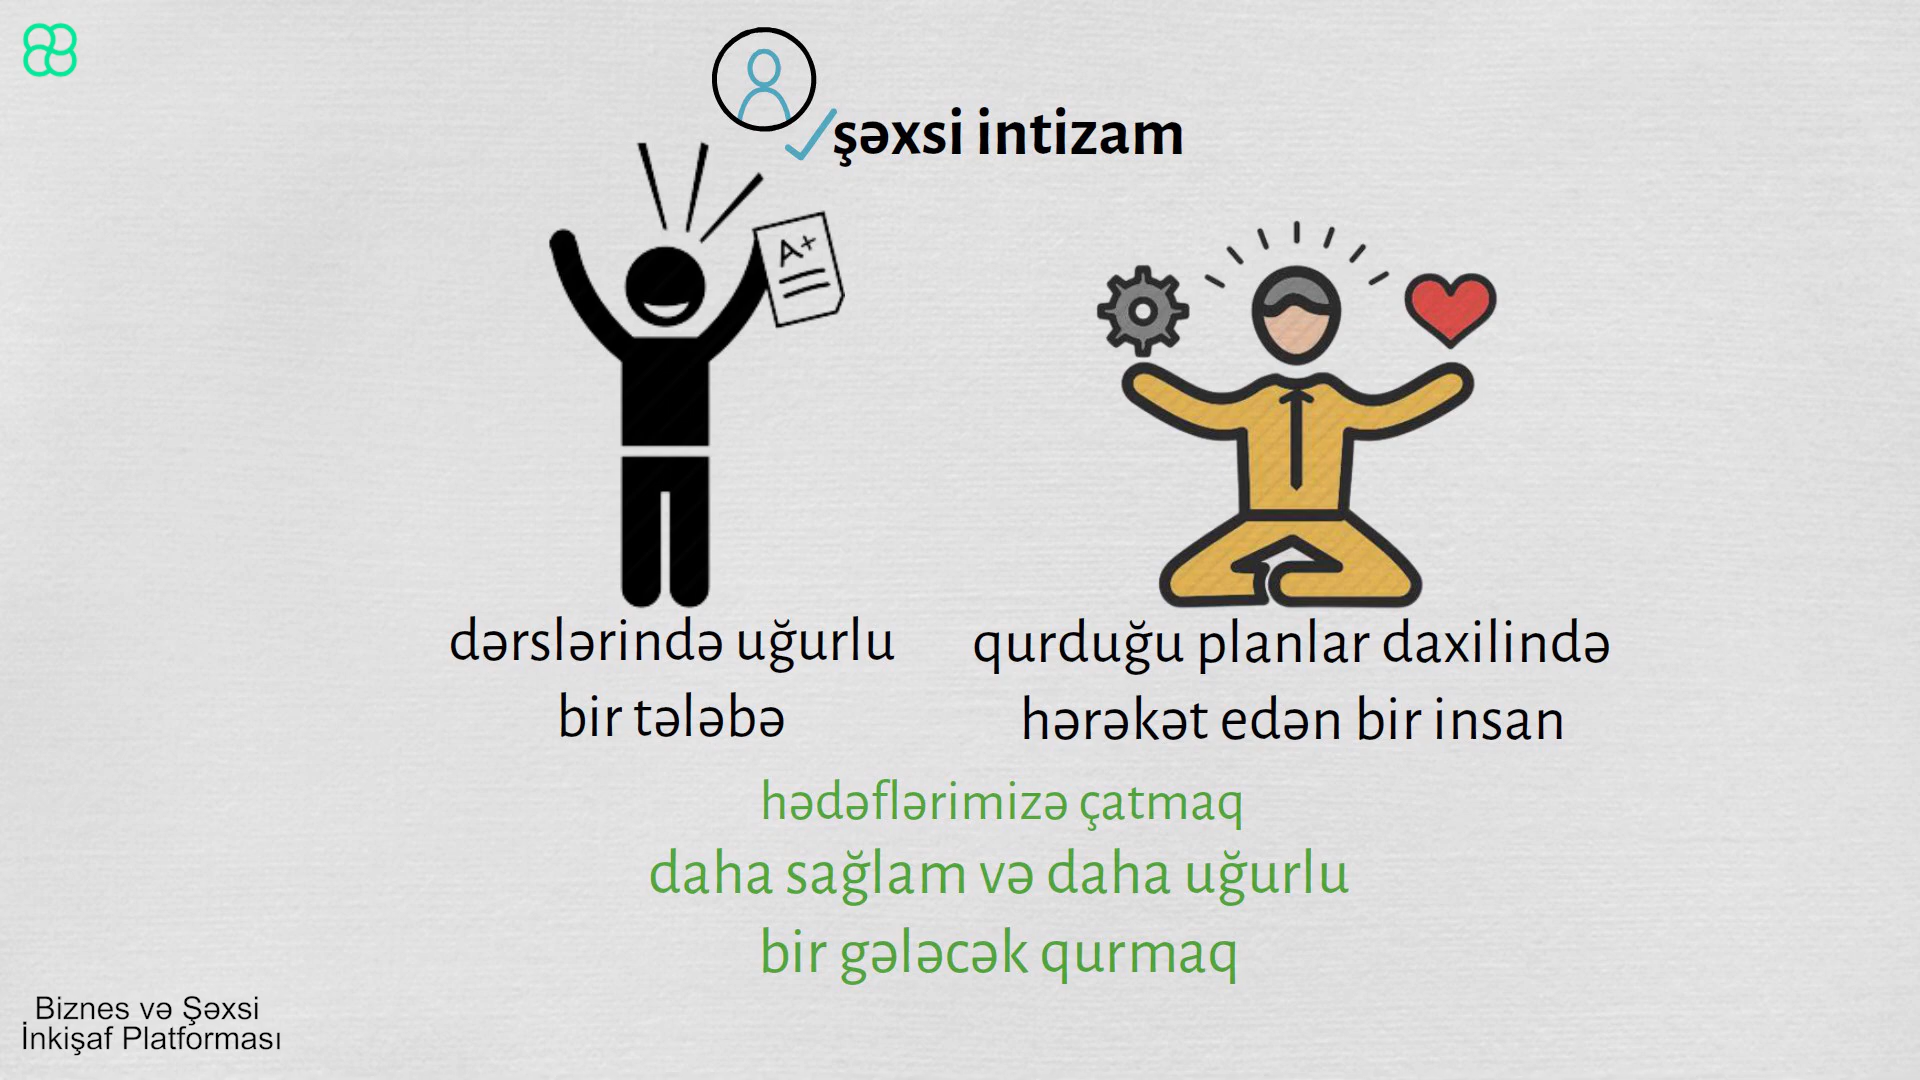 şəxsi intizam
A+
dərslərində uğurlu
bir tələbə
qurduğu planlar daxilində
hərəkət edən bir insan
hədəflərimizə çatmaq
daha sağlam və daha uğurlu
bir gələcək qurmaq
Biznes və Şəxsi
İnkişaf Platforması